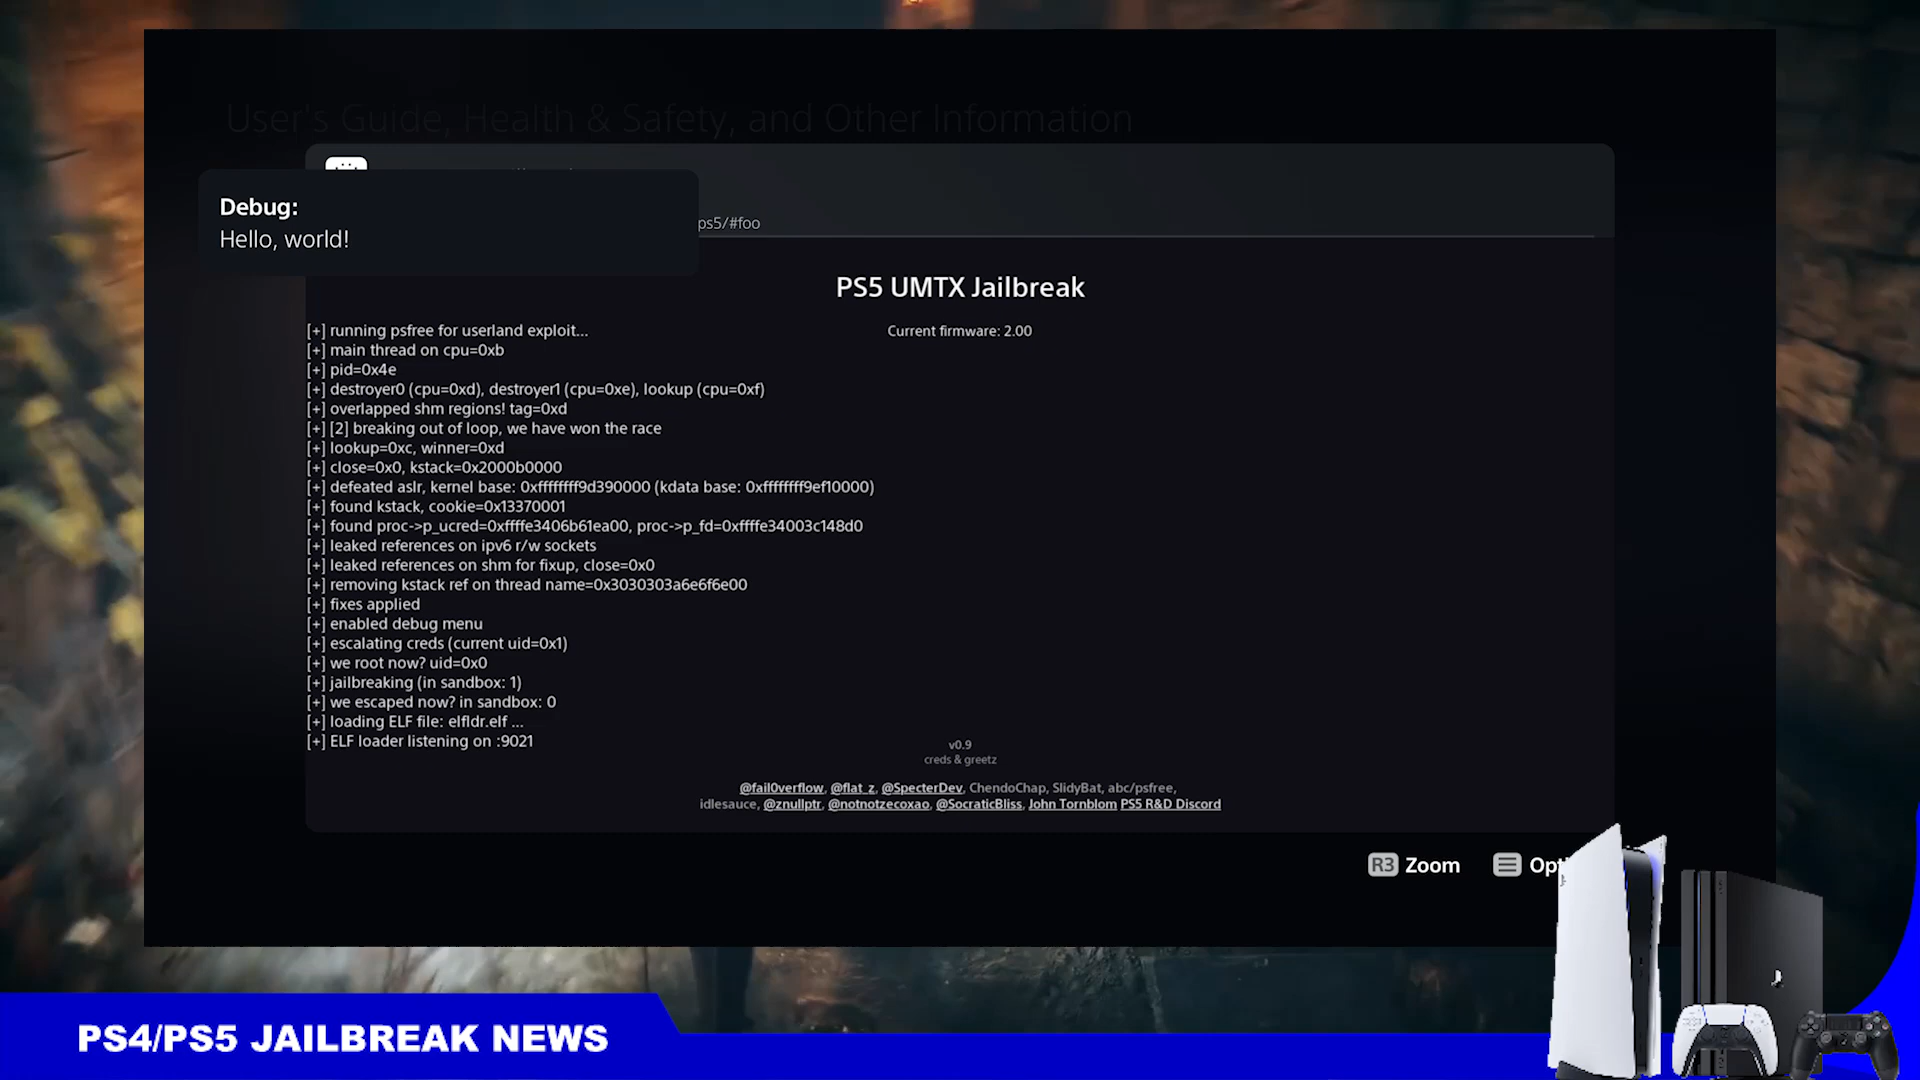 User's Guide, Health & Safety, and Other Information
Debug:
Hello, world!
ps5/#foo
PS5 UMTX Jailbreak
Current firmware: 2.00
[+] running psfree for userland exploit...
[+] main thread on cpu=0xb
[+] pid=0x4e
[+] destroyer0 (cpu=0xd), destroyer1 (cpu=0xe), lookup (cpu=0xf)
[+] overlapped shm regions! tag=0xd
[+] [2] breaking out of loop, we have won the race
[+] lookup=0xc, winner=0xd
[+] close=0x0, kstack=0x2000b0000
[+] defeated aslr, kernel base: 0xffffffff9d390000 (kdata base: 0xffffffff9ef10000)
[+] found kstack, cookie=0x13370001
[+] found proc->p_ucred=0xffffe3406b61ea00, proc->p_fd=0xffffe34003c148d0
[+] leaked references on ipv6 r/w sockets
[+] leaked references on shm for fixup, close=0x0
[+] removing kstack ref on thread name=0x3030303a6e6f6e00
[+] fixes applied
[+] enabled debug menu
[+] escalating creds (current uid=0x1)
[+] we root now? uid=0x0
[+] jailbreaking (in sandbox: 1)
[+] we escaped now? in sandbox: 0
[+] loading ELF file: elfldr.elf ...
[+] ELF loader listening on :9021
v0.9
creds & greetz
@fail0verflow, @flat_z, @SpecterDev, ChendoChap, SlidyBat, abc/psfree,
idlesauce, @znullptr, @notnotzecoxao, @SocraticBliss, John Tornblom PS5 R&D Discord
R3 Zoom
Opt
PS4/PS5 JAILBREAK NEWS